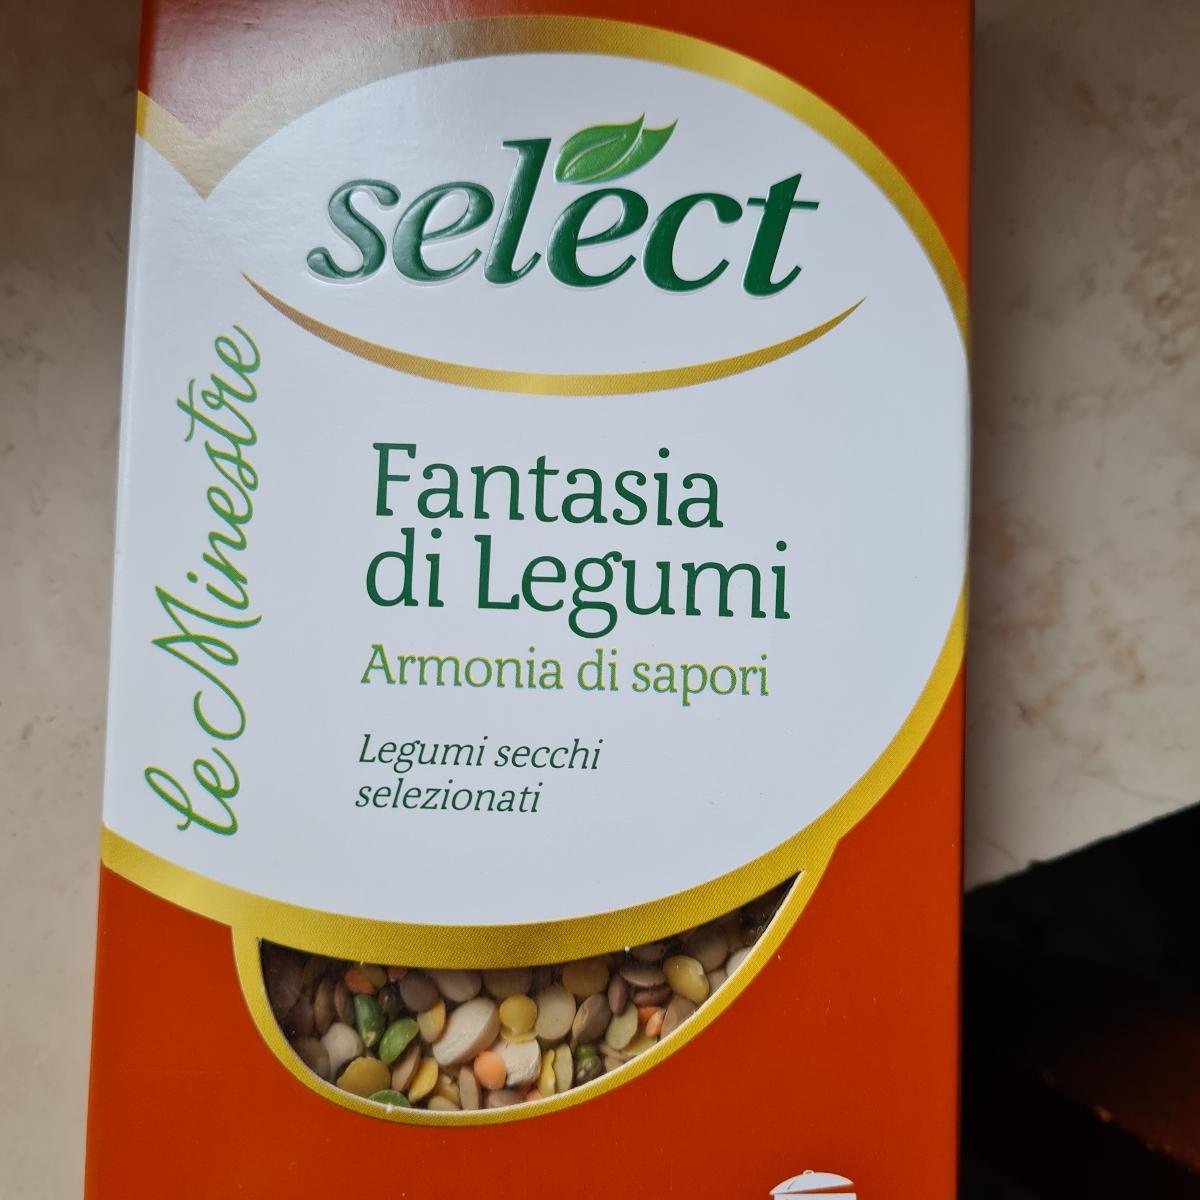 select
le Minestre
Fantasia
di Legumi
Armonia di sapori
Legumi secchi
selezionati